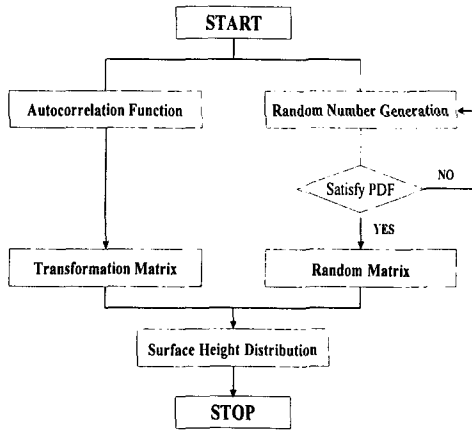 START
Autocorrelation Function
Random Number Generation
Satisfy PDF
NO
YES
Transformation Matrix
Random Matrix
Surface Height Distribution
STOP